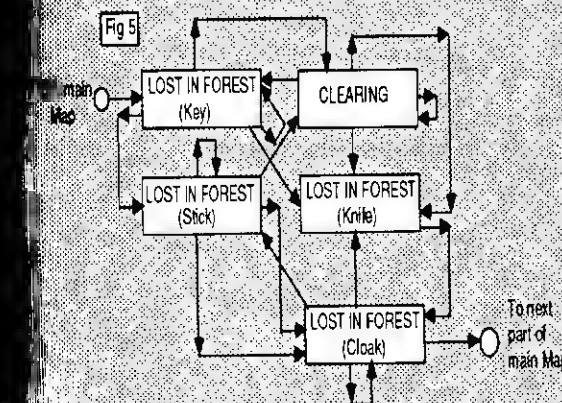 Fig 5
main
Map
LOST IN FOREST
(Key)
CLEARING
LOST IN FOREST
(Stick)
LOST IN FOREST
(Knife)
LOST IN FOREST
(Cloak)
To next
part of
main Map